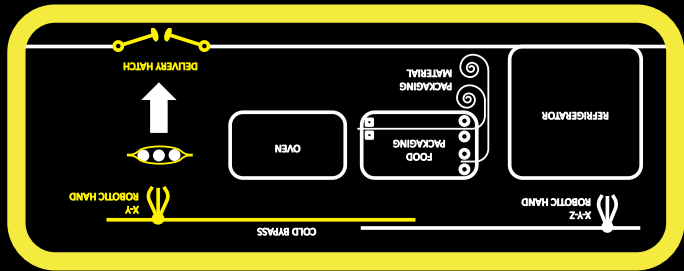 COLD BYPASS
X-Y-Z
ROBOTIC HAND
X-Y
ROBOTIC HAND
REFRIGERATOR
FOOD
PACKAGING
OVEN
PACKAGING
MATERIAL
DELIVERY HATCH